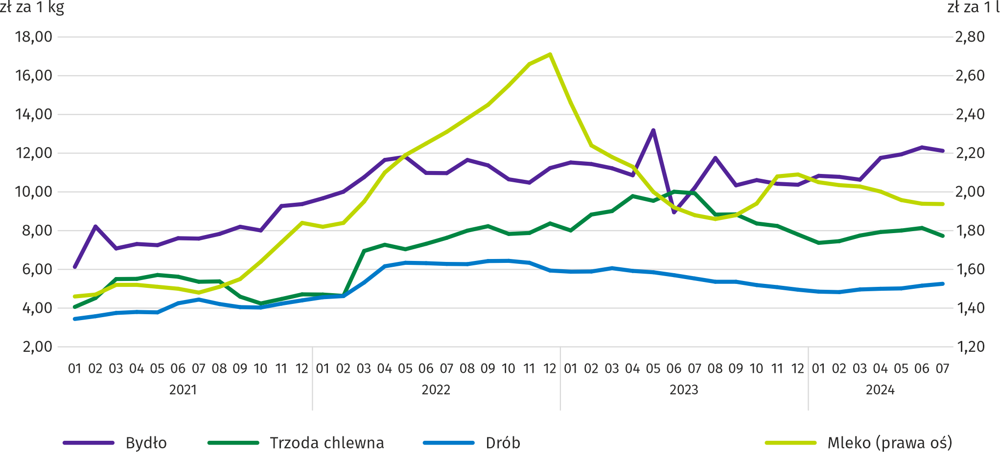 zł za 1 kg zł za 1 l
18,00 2,80
16,00 2,60
14,00 2,40
12,00 2,20
10,00 2,00
8,00 1,80
6,00 1,60
4,00 1,40
2,00 1,20
01 02 03 04 05 06 07 08 09 10 11 12 01 02 03 04 05 06 07 08 09 10 11 12 01 02 03 04 05 06 07 08 09 10 11 12 01 02 03 04 05 06 07
2021 2022 2023 2024
Bydło Trzoda chlewna Drób Mleko (prawa oś)